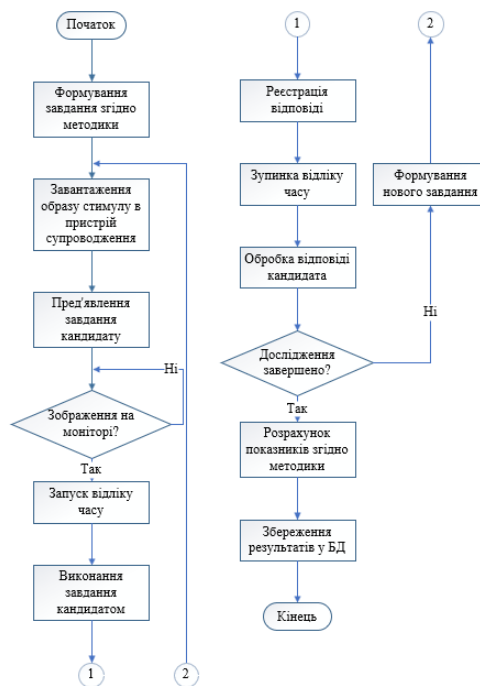 Початок
Формування
завдання згідно
методики
Завантаження
образу стимулу в
пристрій
супроводження
Пред'явлення
завдання
кандидату
Ні
Зображення на
моніторі?
Так
Запуск відліку
часу
Виконання
завдання
кандидатом
1
2
1
Реєстрація
відповіді
Зупинка відліку
часу
Обробка відповіді
кандидата
Дослідження
завершено?
Так
Розрахунок
показників згідно
методики
Збереження
результатів у БД
Кінець
2
Формування
нового завдання
Ні